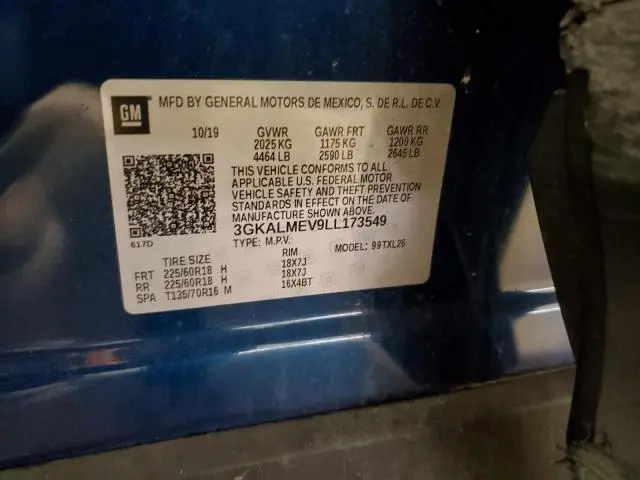 GM
MFD BY GENERAL MOTORS DE MEXICO, S. DE R.L. DE C.V.
10/19 GVWR GAWR FRT GAWR RR
2025 KG 1175 KG 1200 KG
4464 LB 2590 LB 2645 LB
THIS VEHICLE CONFORMS TO ALL
APPLICABLE U.S. FEDERAL MOTOR
VEHICLE SAFETY AND THEFT PREVENTION
STANDARDS IN EFFECT ON THE DATE OF
MANUFACTURE SHOWN ABOVE.
3GKALMEV9LL173549
617D
TYPE: M.P.V. MODEL: 99TXL26
TIRE SIZE RIM
FRT 225/60R18 H 18X7J
RR 225/60R18 H 18X7J
SPA T135/70R16 M 16X4BT